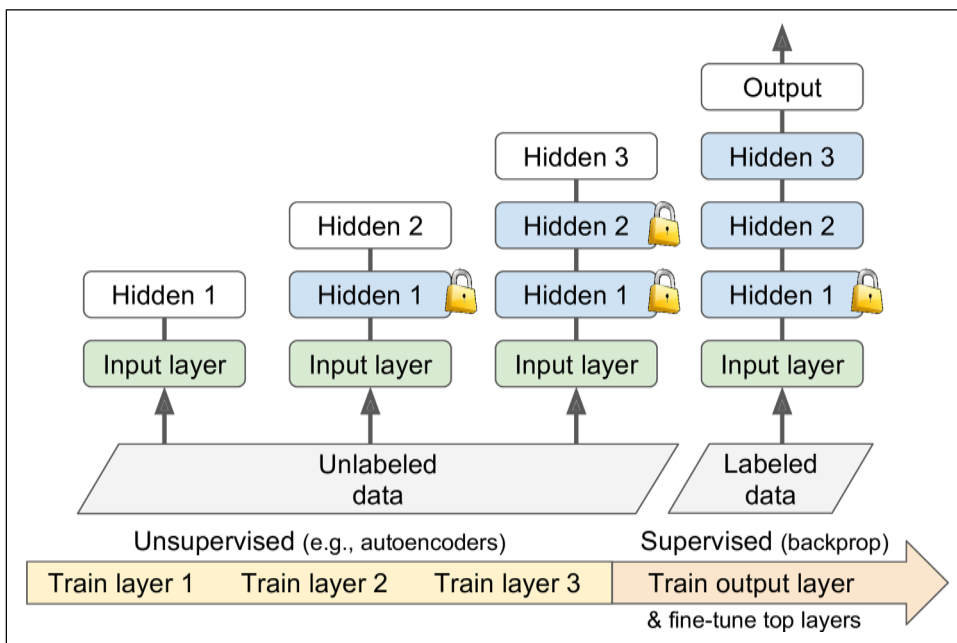 Output
Hidden 3
Hidden 3
Hidden 2
Hidden 2
Hidden 2
Hidden 1
Hidden 1
Hidden 1
Hidden 1
Input layer
Input layer
Input layer
Input layer
Unlabeled
data
Labeled
data
Unsupervised (e.g., autoencoders)
Supervised (backprop)
Train layer 1
Train layer 2
Train layer 3
Train output layer
& fine-tune top layers